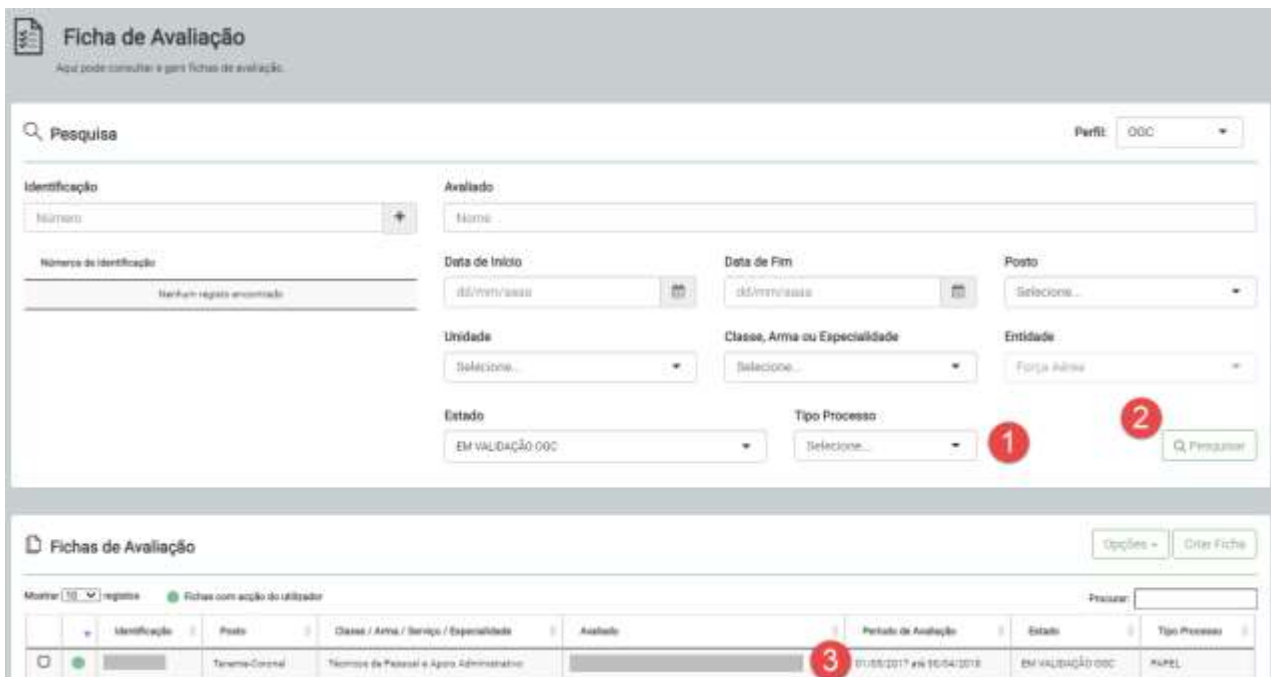 Ficha de Avaliação
Aqui pode consultar e gerir fichas de avaliação.
Pesquisa
Perfil: OGC
Identificação
Avaliado
Número
Nome
Números de Identificação
Data de Início
Data de Fim
Posto
Nenhum registo encontrado
dd/mm/aaaa
dd/mm/aaaa
Selecione...
Unidade
Classe, Arma ou Especialidade
Entidade
Selecione...
Selecione...
Força Aérea
Estado
Tipo Processo
2
EM VALIDAÇÃO OGC
Selecione...
1
Pesquisar
Fichas de Avaliação
Opções
Criar Ficha
Mostrar 10 registos
Fichas com acção do utilizador
Procurar:
Identificação
Posto
Classe / Arma / Serviço / Especialidade
Avaliado
Período de Avaliação
Estado
Tipo Processo
Tenente-Coronel
Técnicos de Pessoal e Apoio Administrativo
3
01/05/2017 até 30/04/2018
EM VALIDAÇÃO OGC
PAPEL